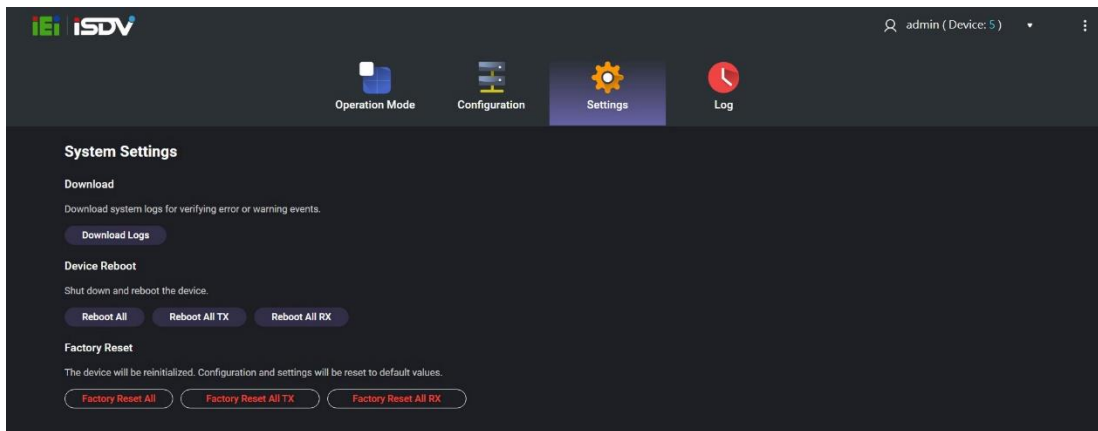 iEi iSDV
admin ( Device: 5 )
Operation Mode
Configuration
Settings
Log
System Settings
Download
Download system logs for verifying error or warning events.
Download Logs
Device Reboot
Shut down and reboot the device.
Reboot All
Reboot All TX
Reboot All RX
Factory Reset
The device will be reinitialized. Configuration and settings will be reset to default values.
Factory Reset All
Factory Reset All TX
Factory Reset All RX